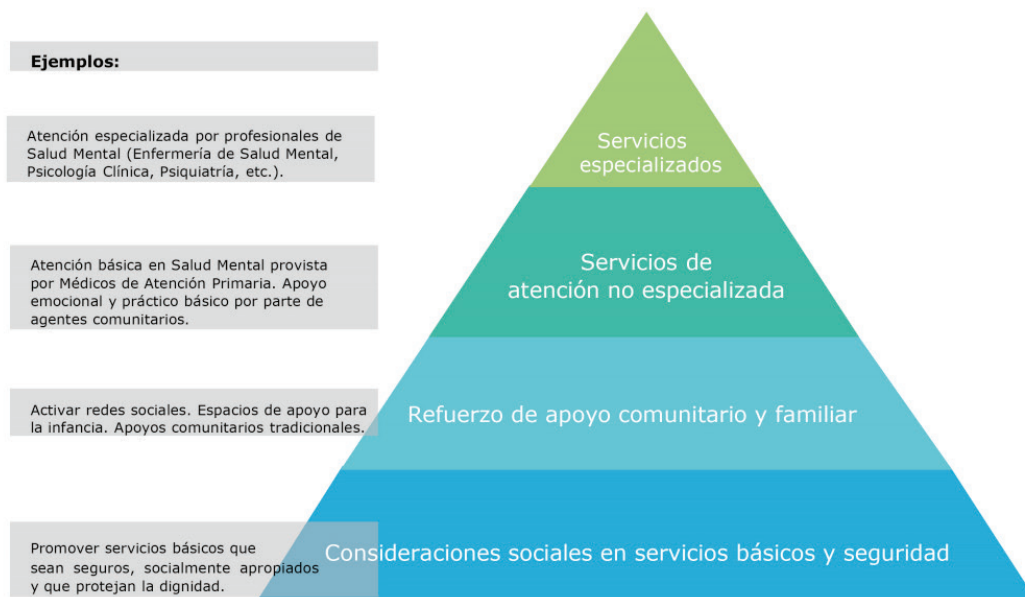 Ejemplos:
Atención especializada por profesionales de
Salud Mental (Enfermería de Salud Mental,
Psicología Clínica, Psiquiatría, etc.).
Servicios
especializados
Atención básica en Salud Mental provista
por Médicos de Atención Primaria. Apoyo
emocional y práctico básico por parte de
agentes comunitarios.
Servicios de
atención no especializada
Activar redes sociales. Espacios de apoyo para
la infancia. Apoyos comunitarios tradicionales.
Refuerzo de apoyo comunitario y familiar
Promover servicios básicos que
sean seguros, socialmente apropiados
y que protejan la dignidad.
Consideraciones sociales en servicios básicos y seguridad